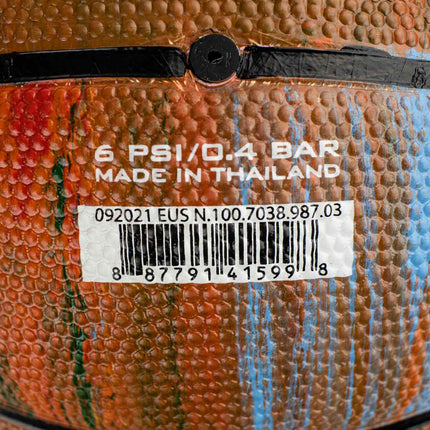 6 PSI/0.4 BAR
MADE IN THAILAND
092021 EUS N.100.7038.987.03
8 87791 41599 8